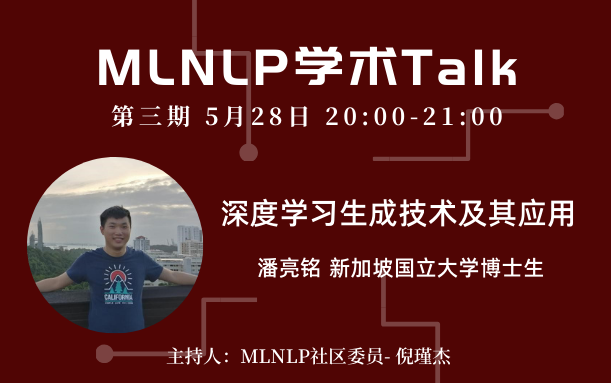 MLNLP学术Talk
第三期 5月28日 20:00-21:00
深度学习生成技术及其应用
潘亮铭 新加坡国立大学博士生
CALIFORNIA
主持人：MLNLP社区委员- 倪瑾杰